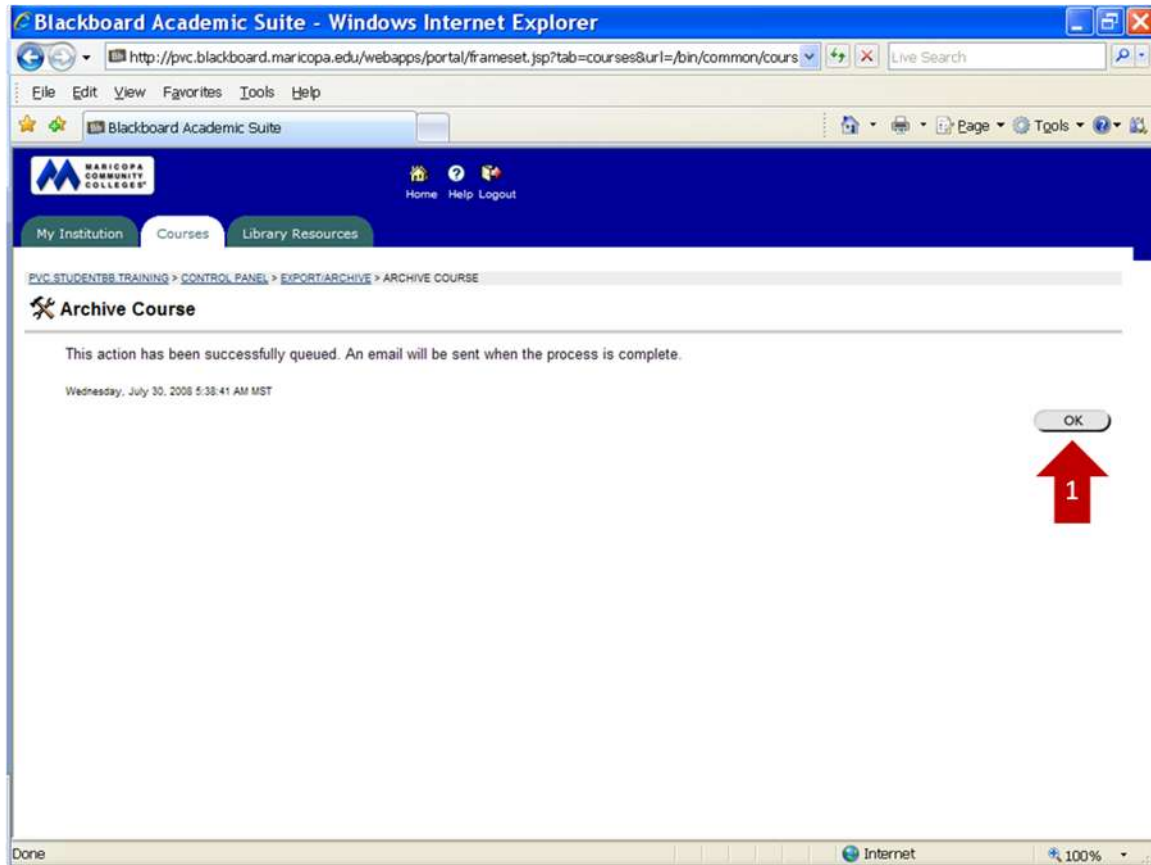 Blackboard Academic Suite - Windows Internet Explorer
http://pvc.blackboard.maricopa.edu/webapps/portal/frameset.jsp?tab=courses&url=/bin/common/cours
Live Search
File Edit View Favorites Tools Help
Blackboard Academic Suite
Page Tools
MARICOPA
COMMUNITY
COLLEGES
Home Help Logout
My Institution Courses Library Resources
PVC STUDENTBB TRAINING > CONTROL PANEL > EXPORT/ARCHIVE > ARCHIVE COURSE
Archive Course
This action has been successfully queued. An email will be sent when the process is complete.
Wednesday, July 30, 2008 5:38:41 AM MST
OK
1
Done Internet 100%